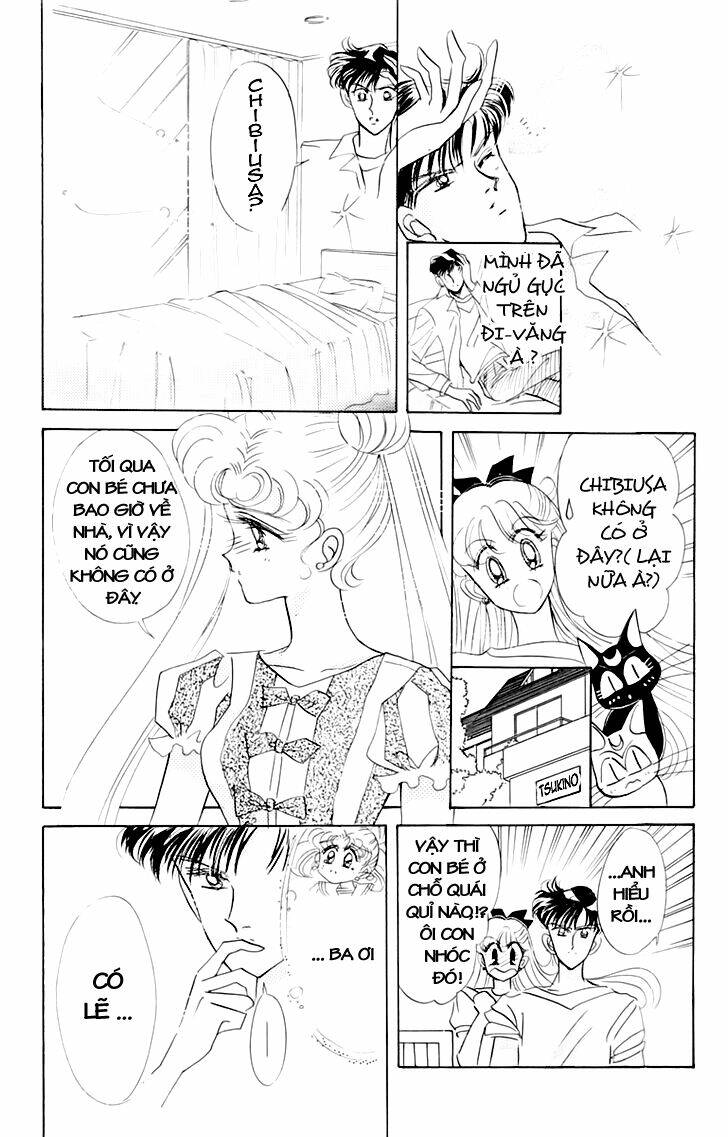 CHIBIUSA?
MÌNH ĐÃ
NGỦ GỤC
TRÊN
ĐI-VĂNG
À?
TỐI QUA
CON BÉ CHƯA
BAO GIỜ VỀ
NHÀ, VÌ VẬY
NÓ CŨNG
KHÔNG CÓ Ở
ĐÂY.
CHIBIUSA
KHÔNG
CÓ Ở
ĐÂY?( LẠI
NỮA À?)
TSUKINO
CÓ
LẼ ...
... BA ƠI
VẬY THÌ
CON BÉ Ở
CHỖ QUÁI
QUỈ NÀO!?
ÔI CON
NHÓC
ĐÓ!
...ANH
HIỂU
RỒI...